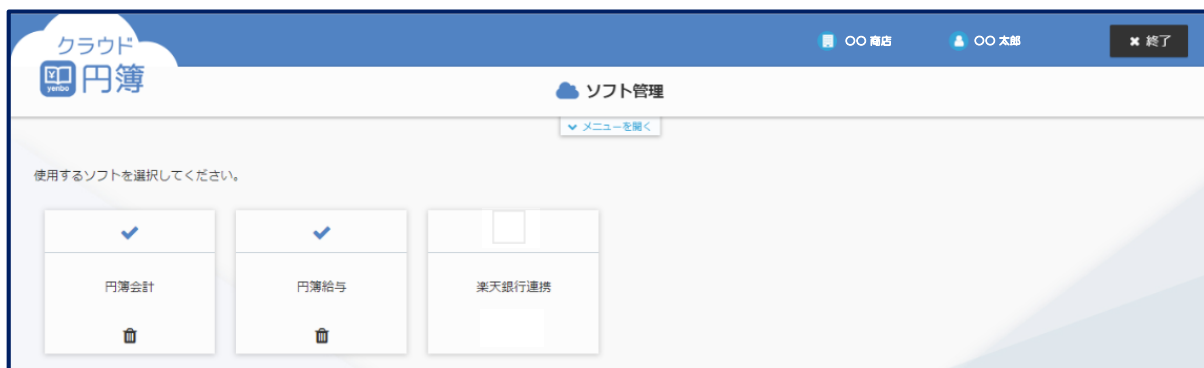 クラウド
円簿
yenbo
〇〇 商店
〇〇 太郎
✖ 終了
ソフト管理
メニューを開く
使用するソフトを選択してください。
円簿会計
円簿給与
楽天銀行連携